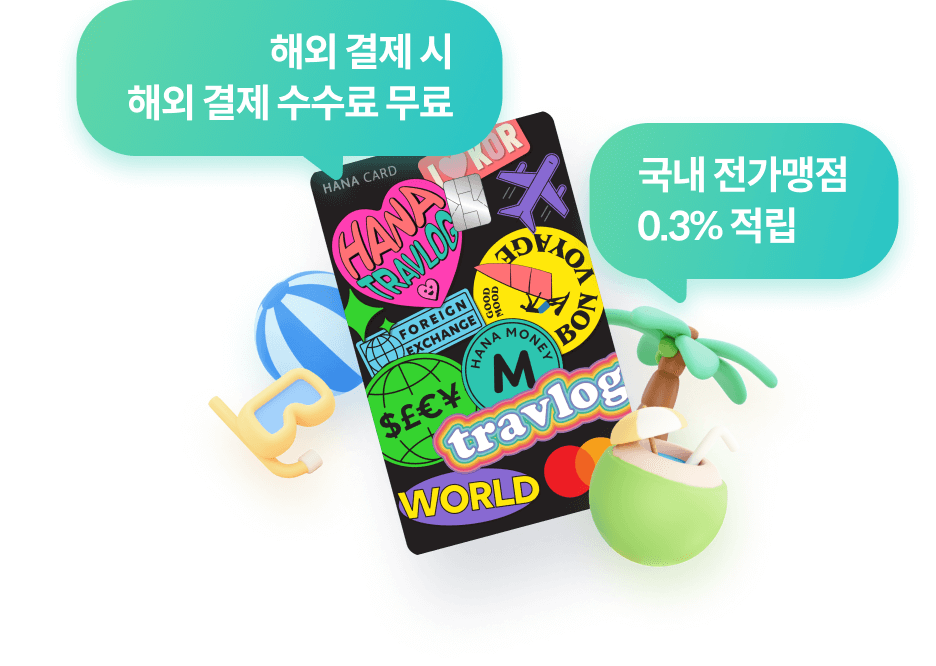 해외 결제 시
해외 결제 수수료 무료
국내 전가맹점
0.3% 적립
HANA CARD
KOR
HANA
TRAVLOG
BON VOYAGE
GOOD
MOOD
FOREIGN
EXCHANGE
HANA MONEY
M
$£€¥
travlog
WORLD